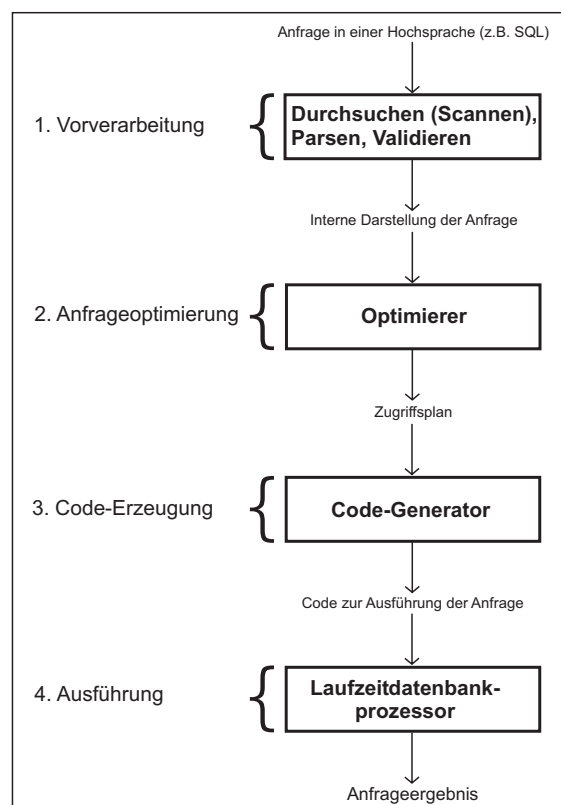 Anfrage in einer Hochsprache (z.B. SQL)
1. Vorverarbeitung
Durchsuchen (Scannen),
Parsen, Validieren
Interne Darstellung der Anfrage
2. Anfrageoptimierung
Optimierer
Zugriffsplan
3. Code-Erzeugung
Code-Generator
Code zur Ausführung der Anfrage
4. Ausführung
Laufzeitdatenbank-
prozessor
Anfrageergebnis